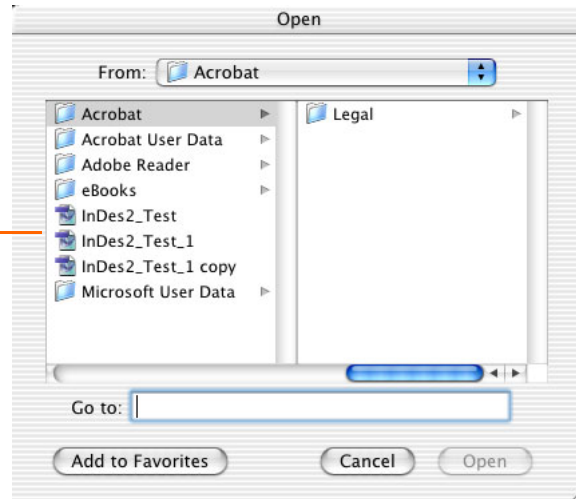 Open
From: Acrobat
Acrobat
Acrobat User Data
Adobe Reader
eBooks
InDes2_Test
InDes2_Test_1
InDes2_Test_1 copy
Microsoft User Data
Legal
Go to:
Add to Favorites Cancel Open